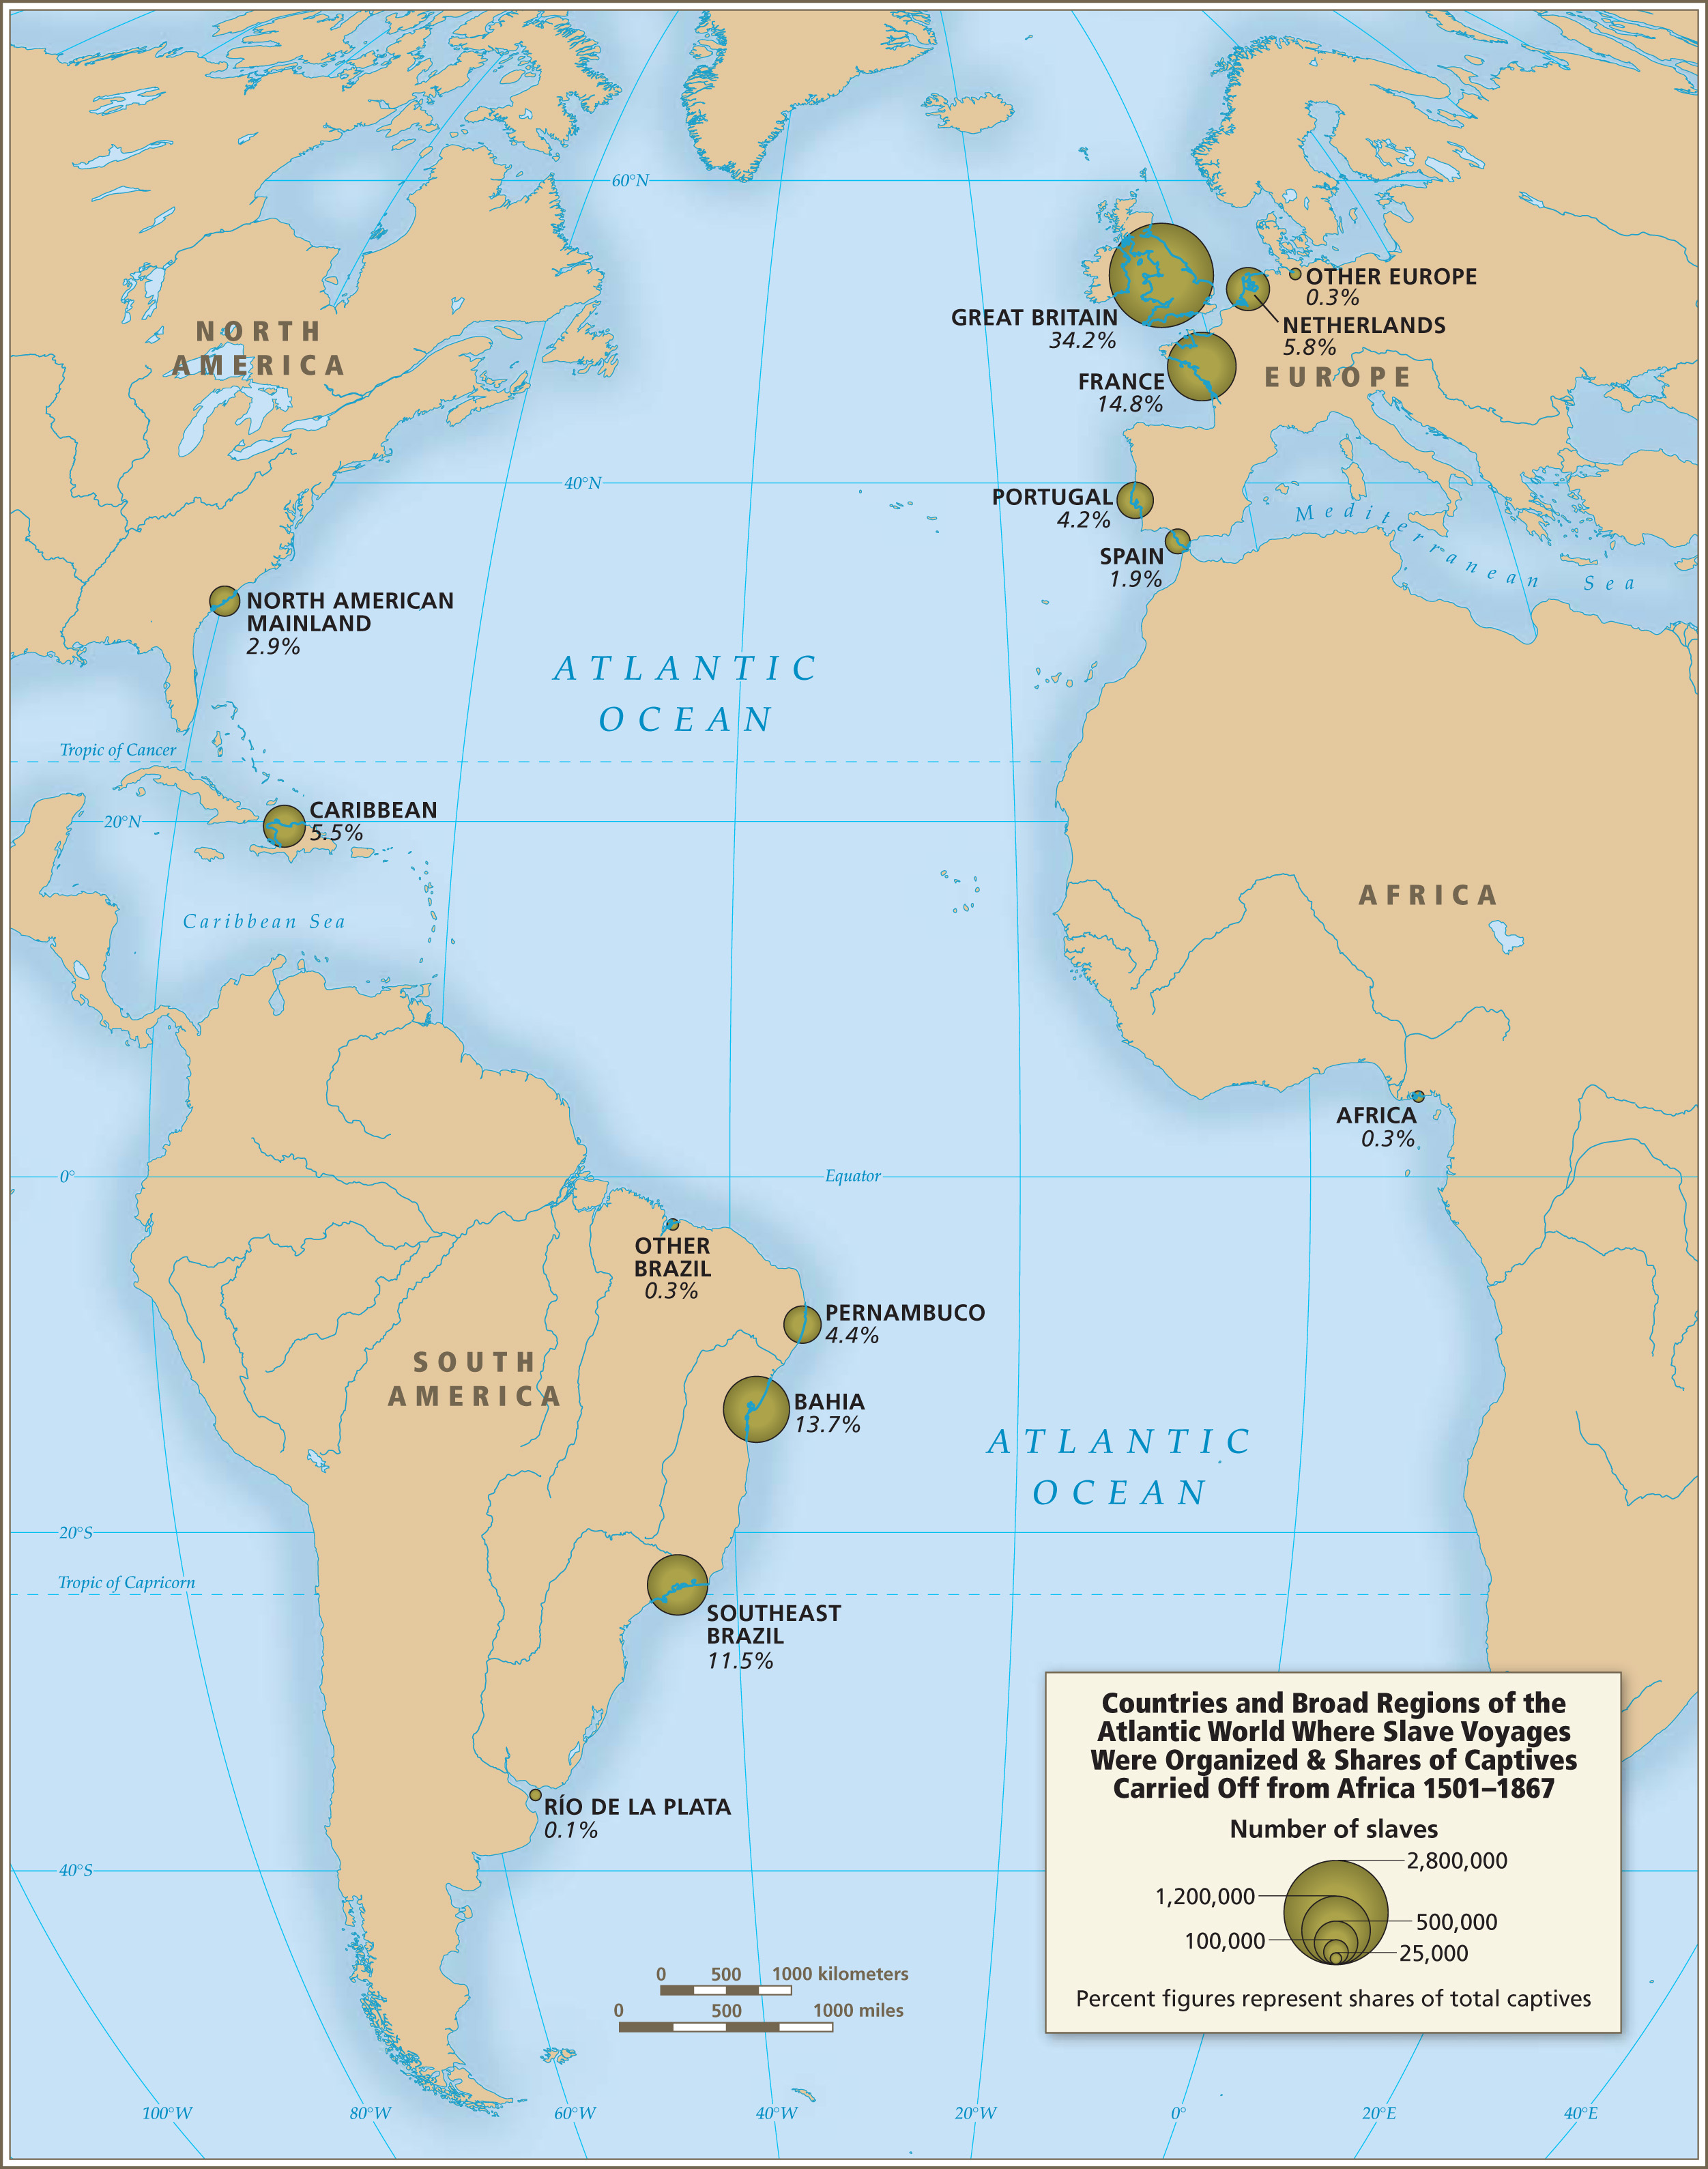 60°N
OTHER EUROPE
0.3%
GREAT BRITAIN
34.2%
NETHERLANDS
5.8%
NORTH
AMERICA
EUROPE
FRANCE
14.8%
40°N
PORTUGAL
4.2%
Mediterranean Sea
SPAIN
1.9%
NORTH AMERICAN
MAINLAND
2.9%
ATLANTIC
OCEAN
Tropic of Cancer
CARIBBEAN
5.5%
20°N
AFRICA
Caribbean Sea
AFRICA
0.3%
0°
Equator
OTHER
BRAZIL
0.3%
PERNAMBUCO
4.4%
SOUTH
AMERICA
BAHIA
13.7%
ATLANTIC
OCEAN
20°S
Tropic of Capricorn
SOUTHEAST
BRAZIL
11.5%
RÍO DE LA PLATA
0.1%
40°S
Countries and Broad Regions of the
Atlantic World Where Slave Voyages
Were Organized & Shares of Captives
Carried Off from Africa 1501–1867
Number of slaves
2,800,000
1,200,000
500,000
100,000
25,000
Percent figures represent shares of total captives
0 500 1000 kilometers
0 500 1000 miles
100°W 80°W 60°W 40°W 20°W 0° 20°E 40°E